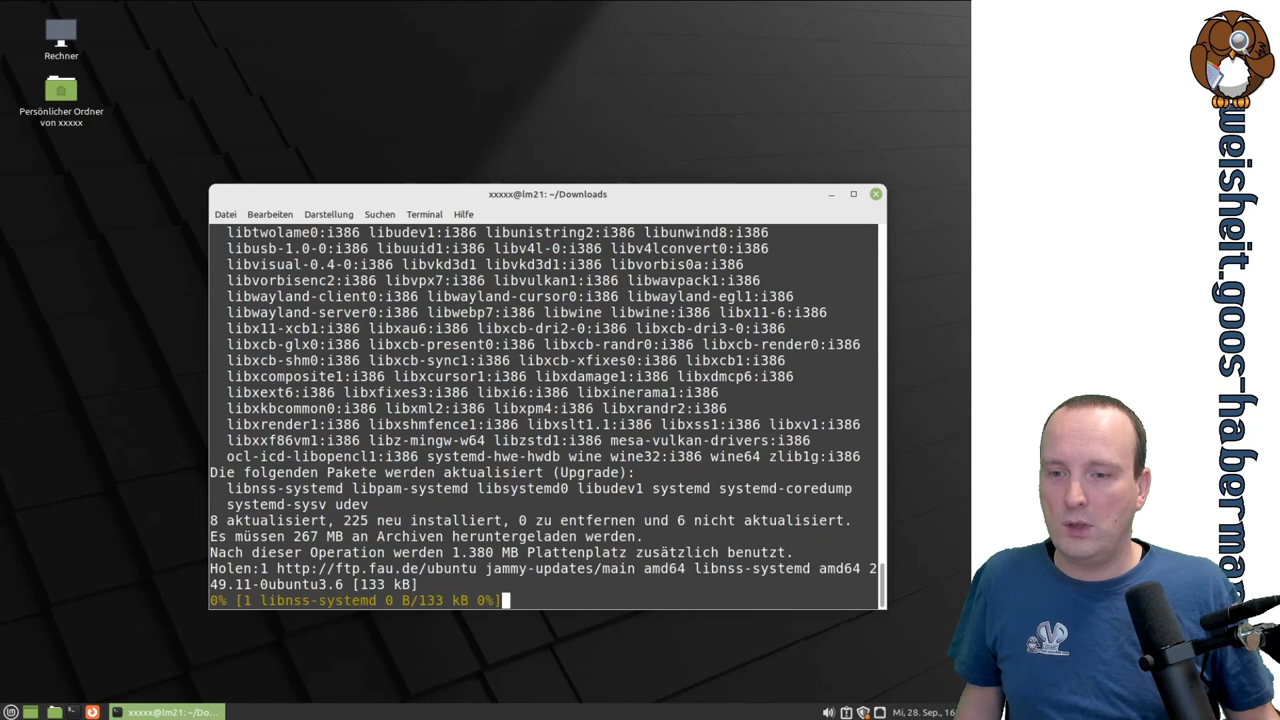 Rechner
Persönlicher Ordner
von xxxxx
xxxxx@lm21: ~/Downloads
Datei Bearbeiten Darstellung Suchen Terminal Hilfe
libtwolame0:i386 libudev1:i386 libunistring2:i386 libunwind8:i386
libusb-1.0-0:i386 libuuid1:i386 libv4l-0:i386 libv4lconvert0:i386
libvisual-0.4-0:i386 libvkd3d1 libvkd3d1:i386 libvorbis0a:i386
libvorbisenc2:i386 libvpx7:i386 libvulkan1:i386 libwavpack1:i386
libwayland-client0:i386 libwayland-cursor0:i386 libwayland-egl1:i386
libwayland-server0:i386 libwebp7:i386 libwine libwine:i386 libx11-6:i386
libx11-xcb1:i386 libxau6:i386 libxcb-dri2-0:i386 libxcb-dri3-0:i386
libxcb-glx0:i386 libxcb-present0:i386 libxcb-randr0:i386 libxcb-render0:i386
libxcb-shm0:i386 libxcb-sync1:i386 libxcb-xfixes0:i386 libxcb1:i386
libxcomposite1:i386 libxcursor1:i386 libxdamage1:i386 libxdmcp6:i386
libxext6:i386 libxfixes3:i386 libxi6:i386 libxinerama1:i386
libxkbcommon0:i386 libxml2:i386 libxpm4:i386 libxrandr2:i386
libxrender1:i386 libxshmfence1:i386 libxslt1.1:i386 libxss1:i386 libxv1:i386
libxxf86vm1:i386 libz-mingw-w64 libzstd1:i386 mesa-vulkan-drivers:i386
ocl-icd-libopencl1:i386 systemd-hwe-hwdb wine wine32:i386 wine64 zlib1g:i386
Die folgenden Pakete werden aktualisiert (Upgrade):
libnss-systemd libpam-systemd libsystemd0 libudev1 systemd systemd-coredump
systemd-sysv udev
8 aktualisiert, 225 neu installiert, 0 zu entfernen und 6 nicht aktualisiert.
Es müssen 267 MB an Archiven heruntergeladen werden.
Nach dieser Operation werden 1.380 MB Plattenplatz zusätzlich benutzt.
Holen:1 http://ftp.fau.de/ubuntu jammy-updates/main amd64 libnss-systemd amd64 2
49.11-0ubuntu3.6 [133 kB]
0% [1 libnss-systemd 0 B/133 kB 0%]
xxxxx@lm21: ~/Do...
Mi, 28. Sep., 16
weisheit.goos-haberman